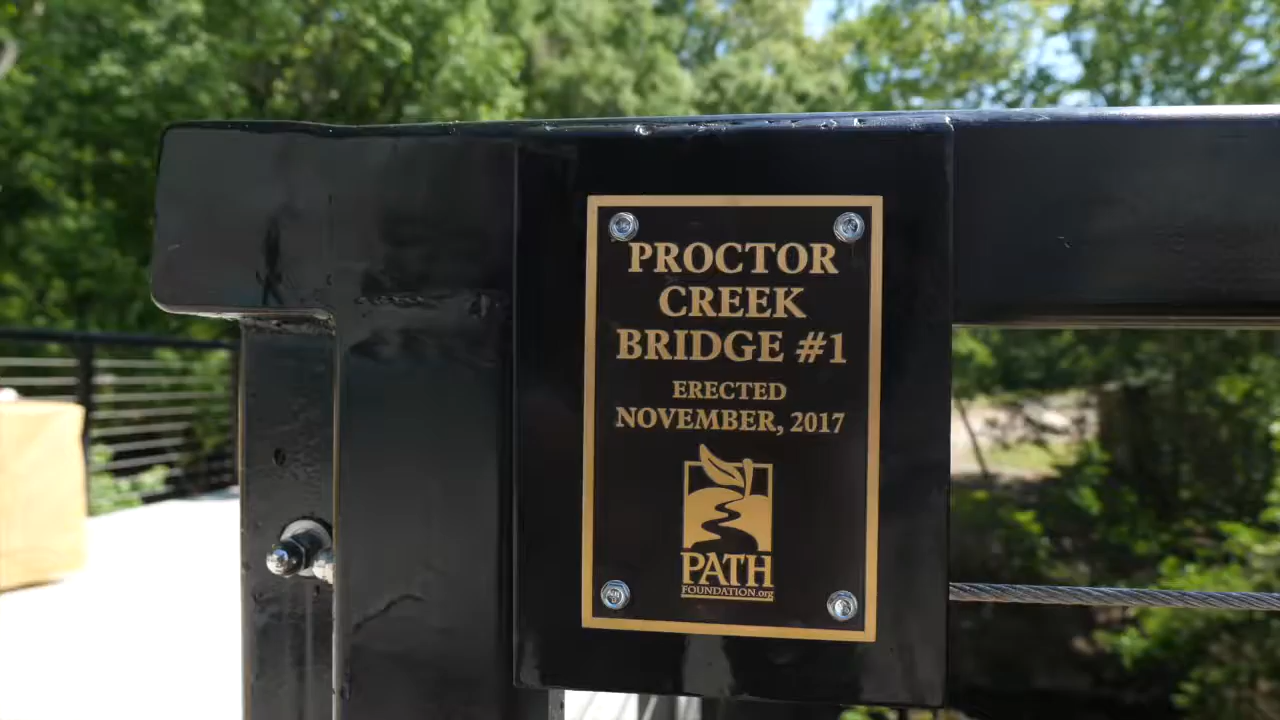 PROCTOR
CREEK
BRIDGE #1
ERECTED
NOVEMBER, 2017
PATH
FOUNDATION.org